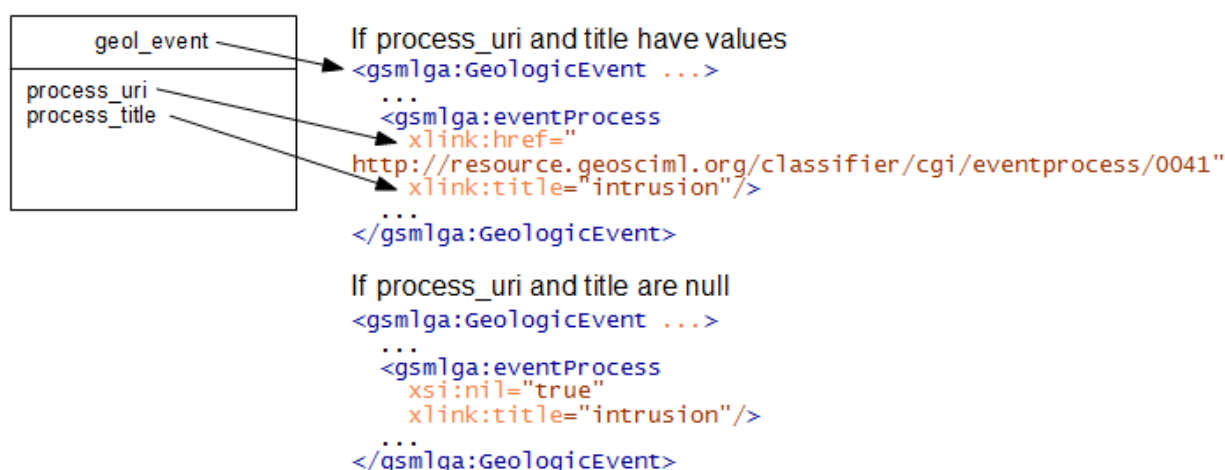 geol_event
process_uri
process_title
If process_uri and title have values
<gsmlga:GeologicEvent ...>
...
<gsmlga:eventProcess
xlink:href="
http://resource.geosciml.org/classifier/cgi/eventprocess/0041"
xlink:title="intrusion"/>
...
</gsmlga:GeologicEvent>
If process_uri and title are null
<gsmlga:GeologicEvent ...>
...
<gsmlga:eventProcess
xsi:nil="true"
xlink:title="intrusion"/>
...
</gsmlga:GeologicEvent>